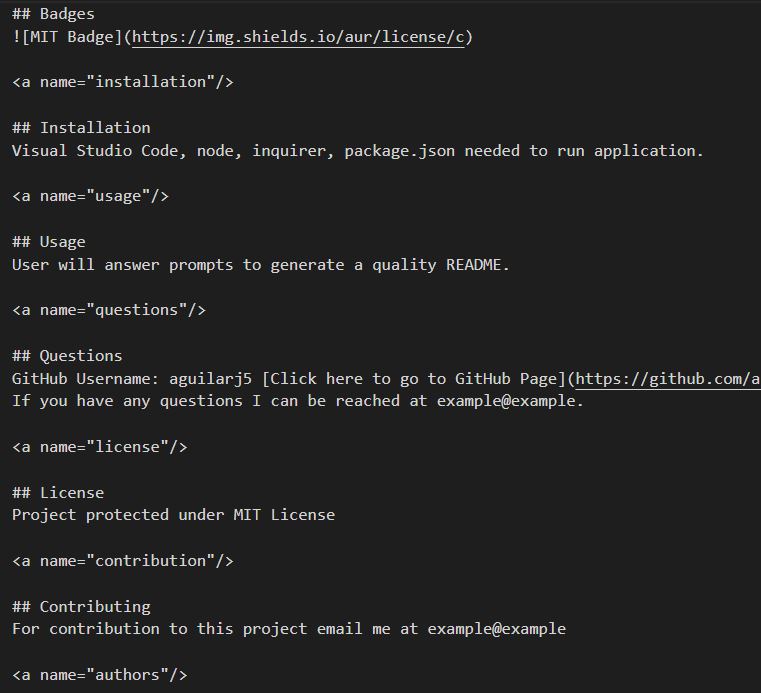 ## Badges
![MIT Badge](https://img.shields.io/aur/license/c)
<a name="installation"/>
## Installation
Visual Studio Code, node, inquirer, package.json needed to run application.
<a name="usage"/>
## Usage
User will answer prompts to generate a quality README.
<a name="questions"/>
## Questions
GitHub Username: aguilarj5 [Click here to go to GitHub Page](https://github.com/a
If you have any questions I can be reached at example@example.
<a name="license"/>
## License
Project protected under MIT License
<a name="contribution"/>
## Contributing
For contribution to this project email me at example@example
<a name="authors"/>